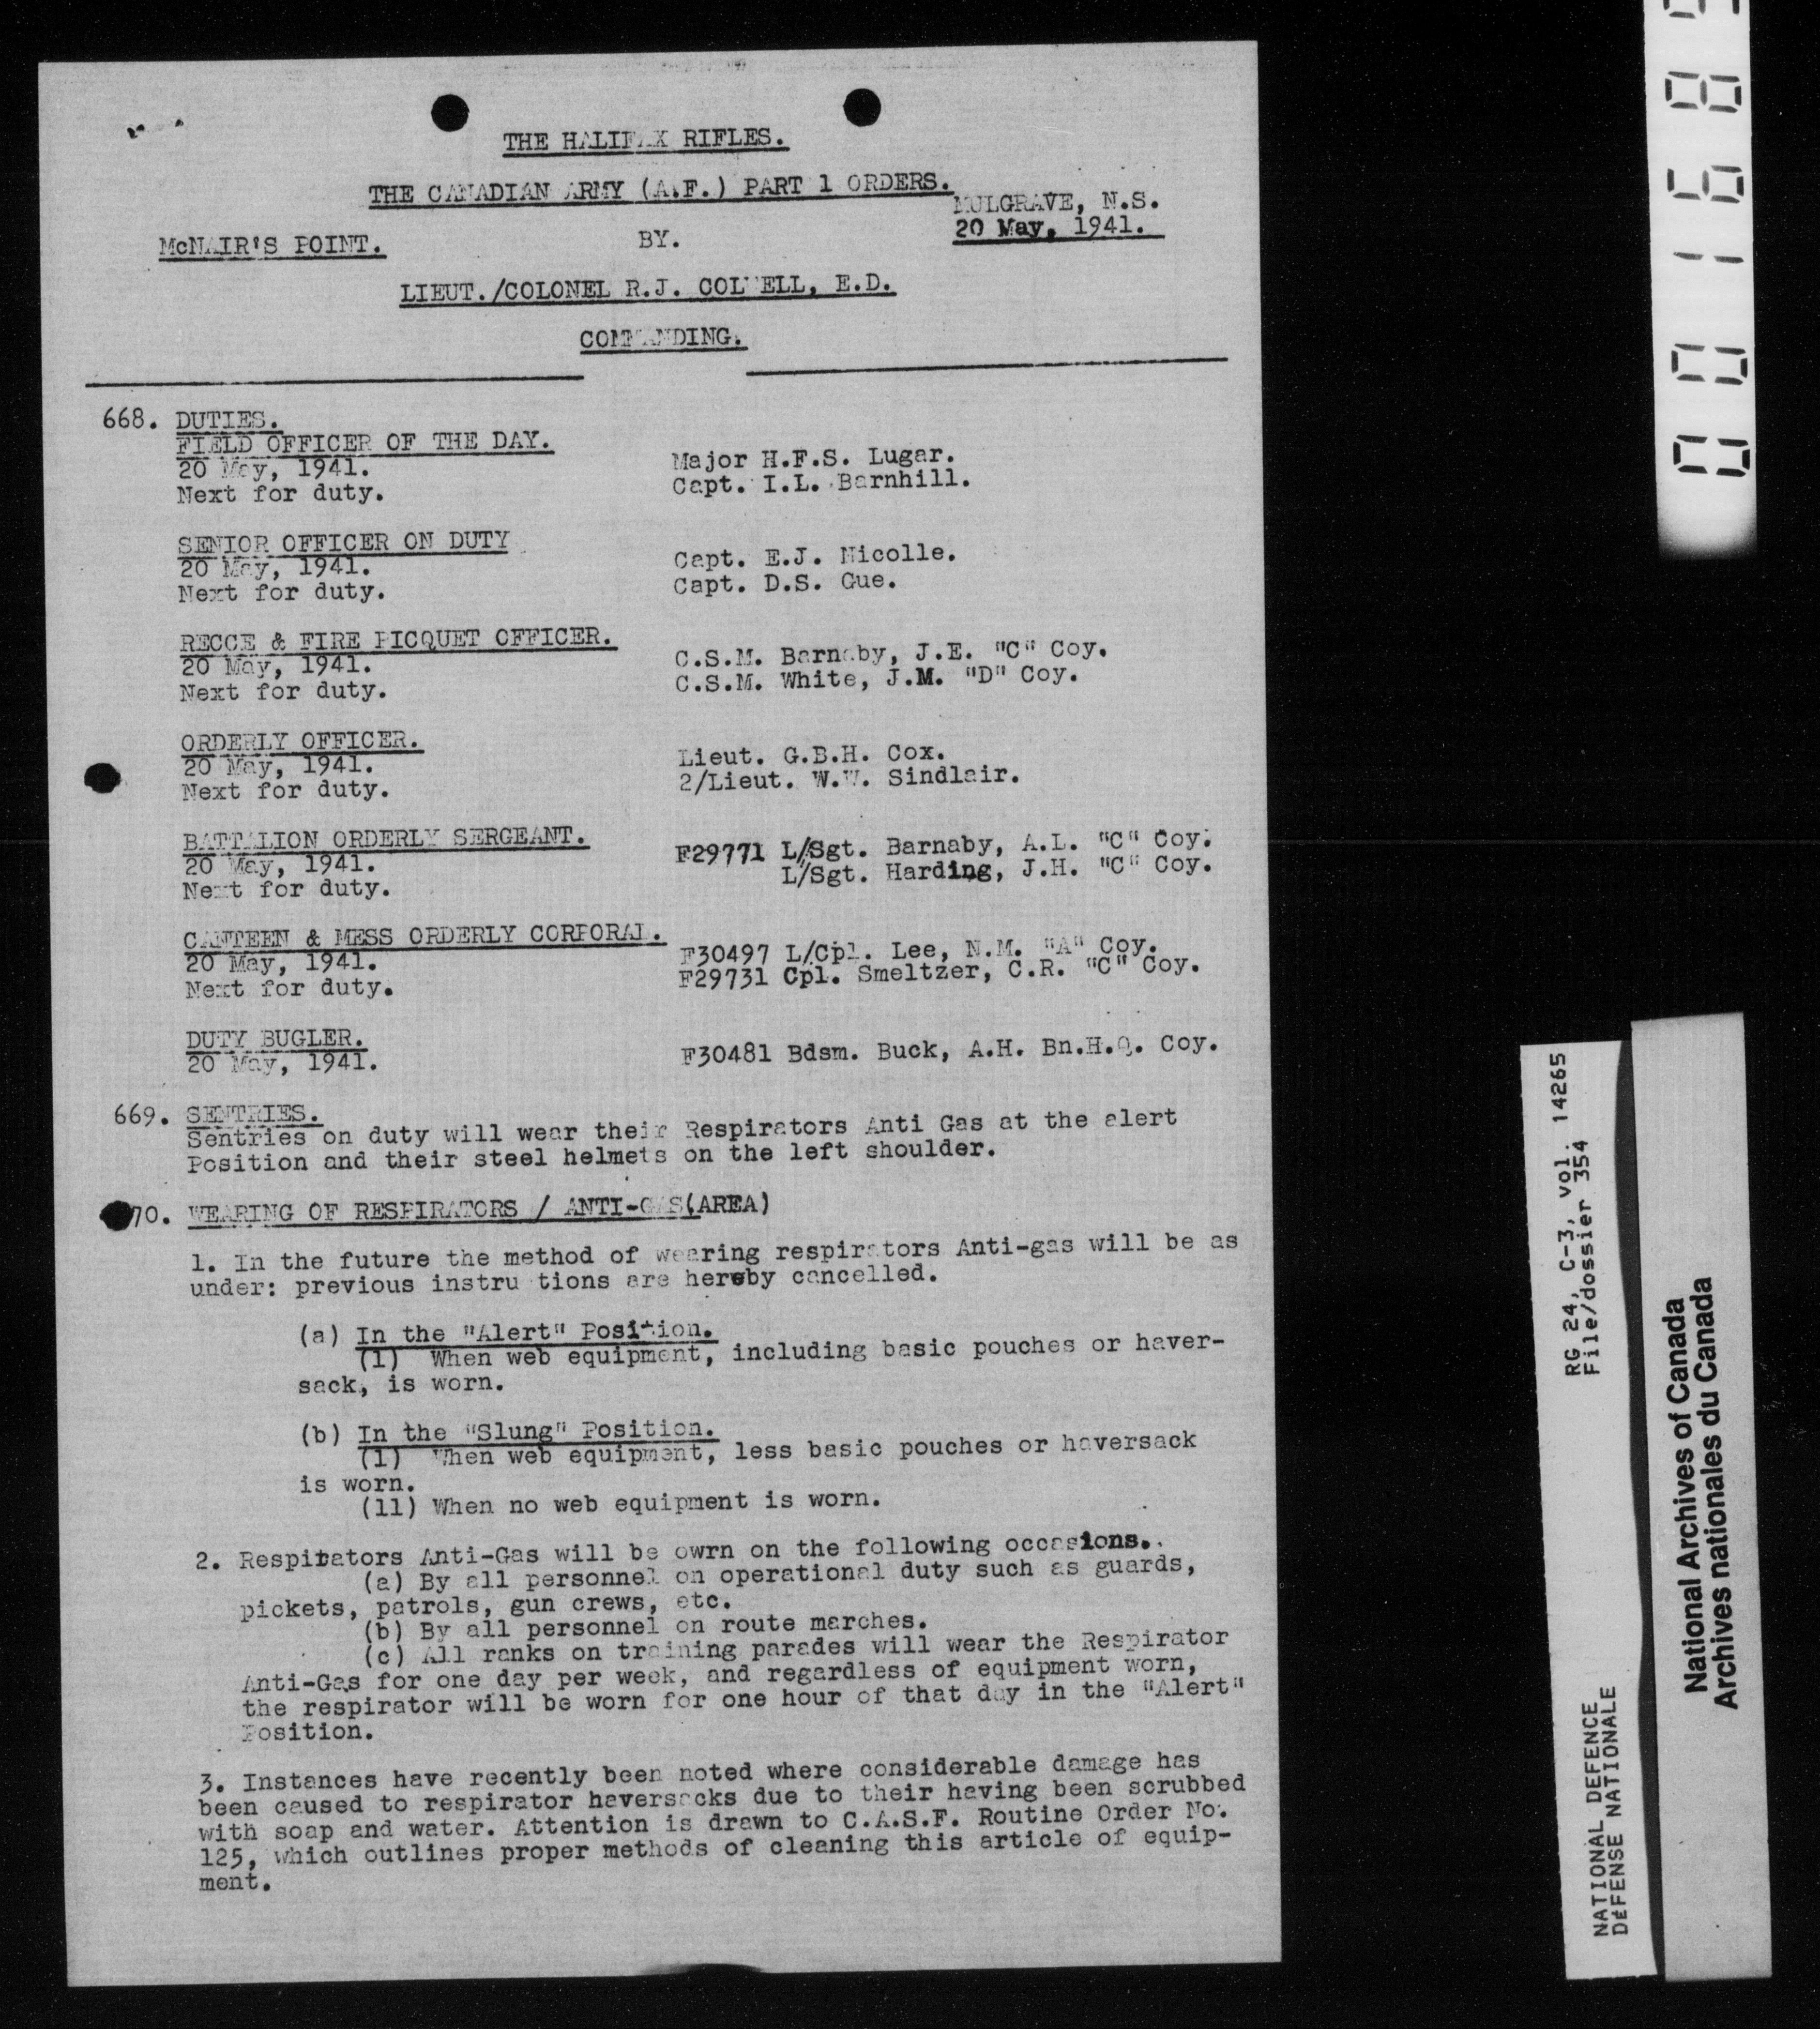 THE HALIFAX RIFLES.
THE CANADIAN ARMY (A.F.) PART 1 ORDERS.
MULGRAVE, N.S.
20 May, 1941.
McNAIR'S POINT.
BY.
LIEUT./COLONEL R.J. COLWELL, E.D.
COMMANDING.
668. DUTIES.
FIELD OFFICER OF THE DAY.
20 May, 1941. Major H.F.S. Lugar.
Next for duty. Capt. I.L. Barnhill.
SENIOR OFFICER ON DUTY
20 May, 1941. Capt. E.J. Nicolle.
Next for duty. Capt. D.S. Gue.
RECCE & FIRE PICQUET OFFICER.
20 May, 1941. C.S.M. Barnaby, J.E. "C" Coy.
Next for duty. C.S.M. White, J.M. "D" Coy.
ORDERLY OFFICER.
20 May, 1941. Lieut. G.B.H. Cox.
Next for duty. 2/Lieut. W.W. Sindlair.
BATTALION ORDERLY SERGEANT.
20 May, 1941. F29771 L/Sgt. Barnaby, A.L. "C" Coy.
Next for duty. L/Sgt. Harding, J.H. "C" Coy.
CANTEEN & MESS ORDERLY CORPORAL.
20 May, 1941. F30497 L/Cpl. Lee, N.M. "A" Coy.
Next for duty. F29731 Cpl. Smeltzer, C.R. "C" Coy.
DUTY BUGLER.
20 May, 1941. F30481 Bdsm. Buck, A.H. Bn.H.Q. Coy.
669. SENTRIES.
Sentries on duty will wear their Respirators Anti Gas at the alert
Position and their steel helmets on the left shoulder.
70. WEARING OF RESPIRATORS / ANTI-GAS(AREA)
1. In the future the method of wearing respirators Anti-gas will be as
under: previous instru tions are hereby cancelled.
(a) In the "Alert" Position.
(1) When web equipment, including basic pouches or haver-
sack, is worn.
(b) In the "Slung" Position.
(1) When web equipment, less basic pouches or haversack
is worn.
(11) When no web equipment is worn.
2. Respirators Anti-Gas will be owrn on the following occasions..
(a) By all personnel on operational duty such as guards,
pickets, patrols, gun crews, etc.
(b) By all personnel on route marches.
(c) All ranks on training parades will wear the Respirator
Anti-Gas for one day per week, and regardless of equipment worn,
the respirator will be worn for one hour of that day in the "Alert"
Position.
3. Instances have recently been noted where considerable damage has
been caused to respirator haversacks due to their having been scrubbed
with soap and water. Attention is drawn to C.A.S.F. Routine Order No.
125, which outlines proper methods of cleaning this article of equip-
ment.
NATIONAL DEFENCE RG 24, C-3, vol. 14265
DÉFENSE NATIONALE File/dossier 354
National Archives of Canada
Archives nationales du Canada